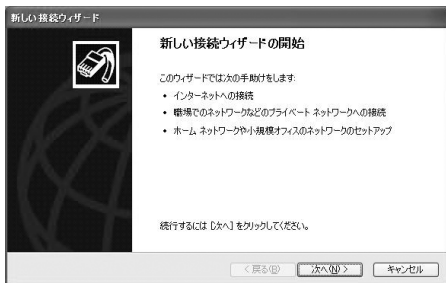 新しい接続ウィザード
新しい接続ウィザードの開始
このウィザードでは次の手助けをします:
• インターネットへの接続
• 職場でのネットワークなどのプライベート ネットワークへの接続
• ホーム ネットワークや小規模オフィスのネットワークのセットアップ
続行するには [次へ] をクリックしてください。
< 戻る(B) 次へ(N) > キャンセル